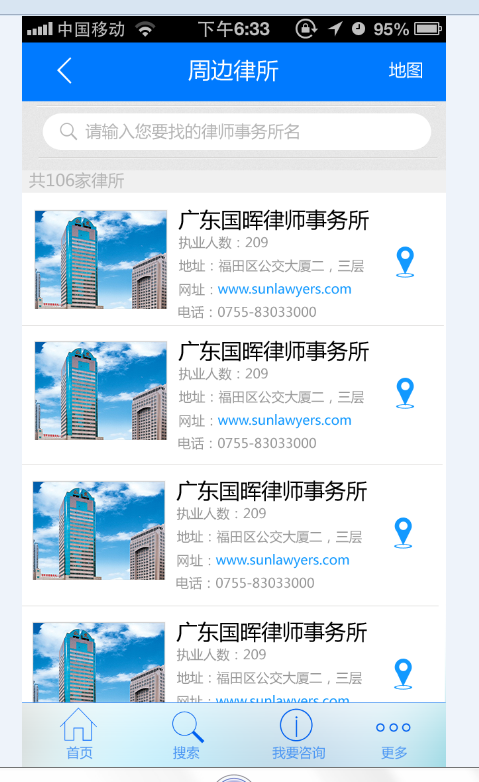 中国移动 下午6:33 95%
周边律所 地图
请输入您要找的律师事务所名
共106家律所
广东国晖律师事务所
执业人数：209
地址：福田区公交大厦二，三层
网址：www.sunlawyers.com
电话：0755-83033000
广东国晖律师事务所
执业人数：209
地址：福田区公交大厦二，三层
网址：www.sunlawyers.com
电话：0755-83033000
广东国晖律师事务所
执业人数：209
地址：福田区公交大厦二，三层
网址：www.sunlawyers.com
电话：0755-83033000
广东国晖律师事务所
执业人数：209
地址：福田区公交大厦二，三层
网址：www.sunlawyers.com
首页 搜索 我要咨询 更多